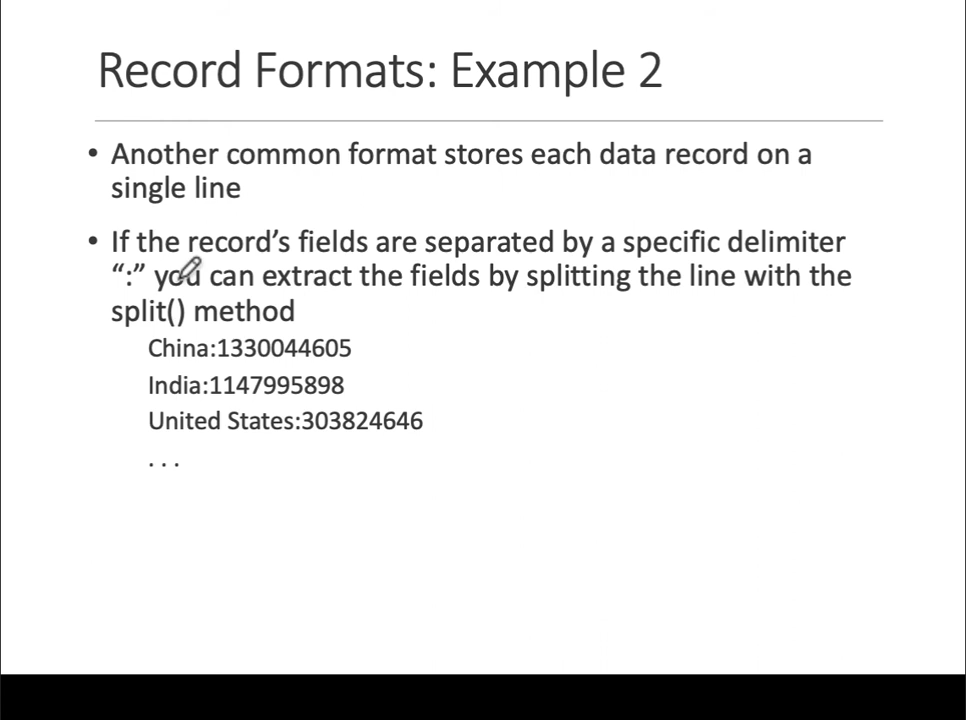 Record Formats: Example 2
• Another common format stores each data record on a
single line
• If the record’s fields are separated by a specific delimiter
“:” you can extract the fields by splitting the line with the
split() method
China:1330044605
India:1147995898
United States:303824646
. . .